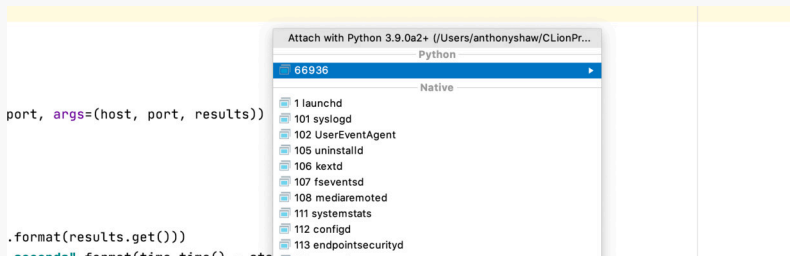 Attach with Python 3.9.0a2+ (/Users/anthonyshaw/CLionPr...
Python
66936
Native
1 launchd
port, args=(host, port, results))
101 syslogd
102 UserEventAgent
105 uninstalld
106 kextd
107 fseventsd
108 mediaremoted
111 systemstats
112 configd
.format(results.get()))
113 endpointsecurityd